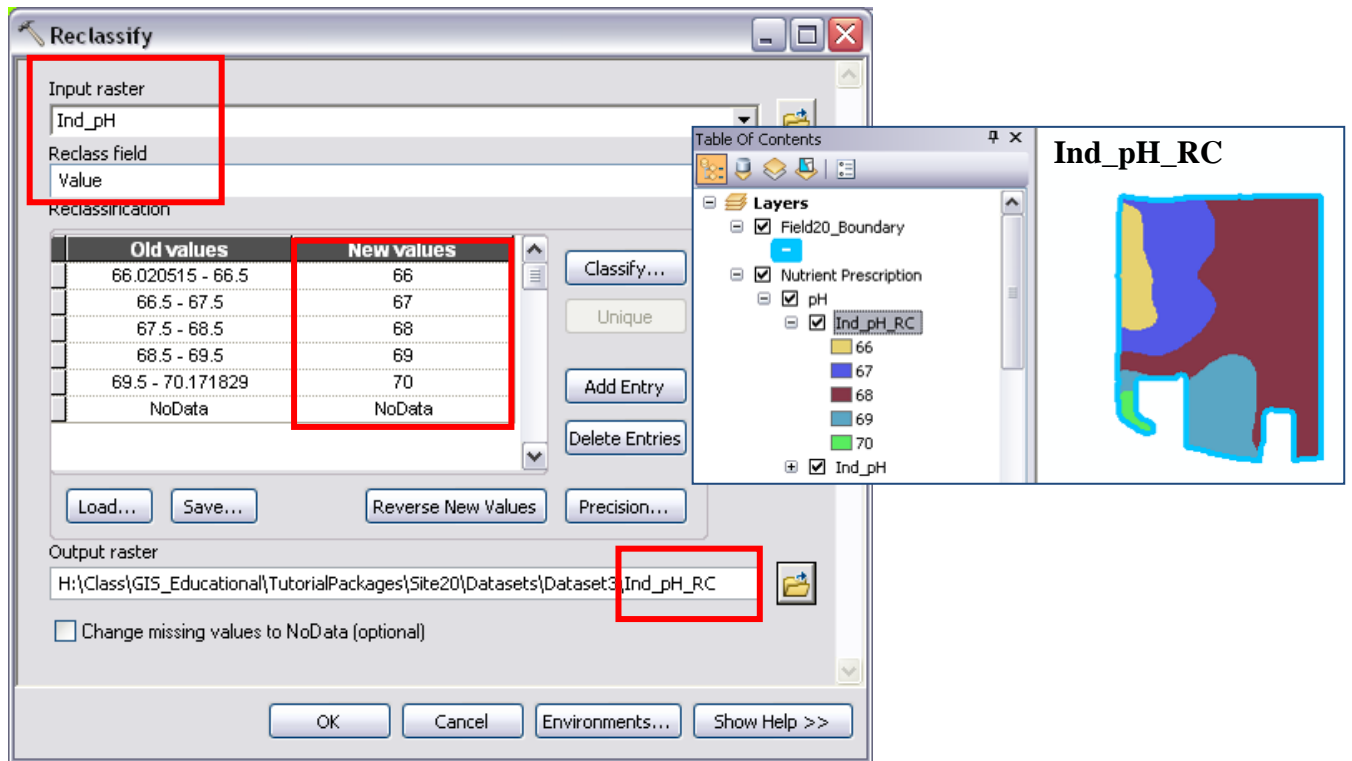 Reclassify
Input raster
Ind_pH
Reclass field
Value
Reclassification
Old values New values
66.020515 - 66.5 66
66.5 - 67.5 67
67.5 - 68.5 68
68.5 - 69.5 69
69.5 - 70.171829 70
NoData NoData
Classify...
Unique
Add Entry
Delete Entries
Load... Save... Reverse New Values Precision...
Output raster
H:\Class\GIS_Educational\TutorialPackages\Site20\Datasets\Dataset3\Ind_pH_RC
Change missing values to NoData (optional)
OK Cancel Environments... Show Help >>
Table Of Contents
Layers
Field20_Boundary
Nutrient Prescription
pH
Ind_pH_RC
66
67
68
69
70
Ind_pH
Ind_pH_RC